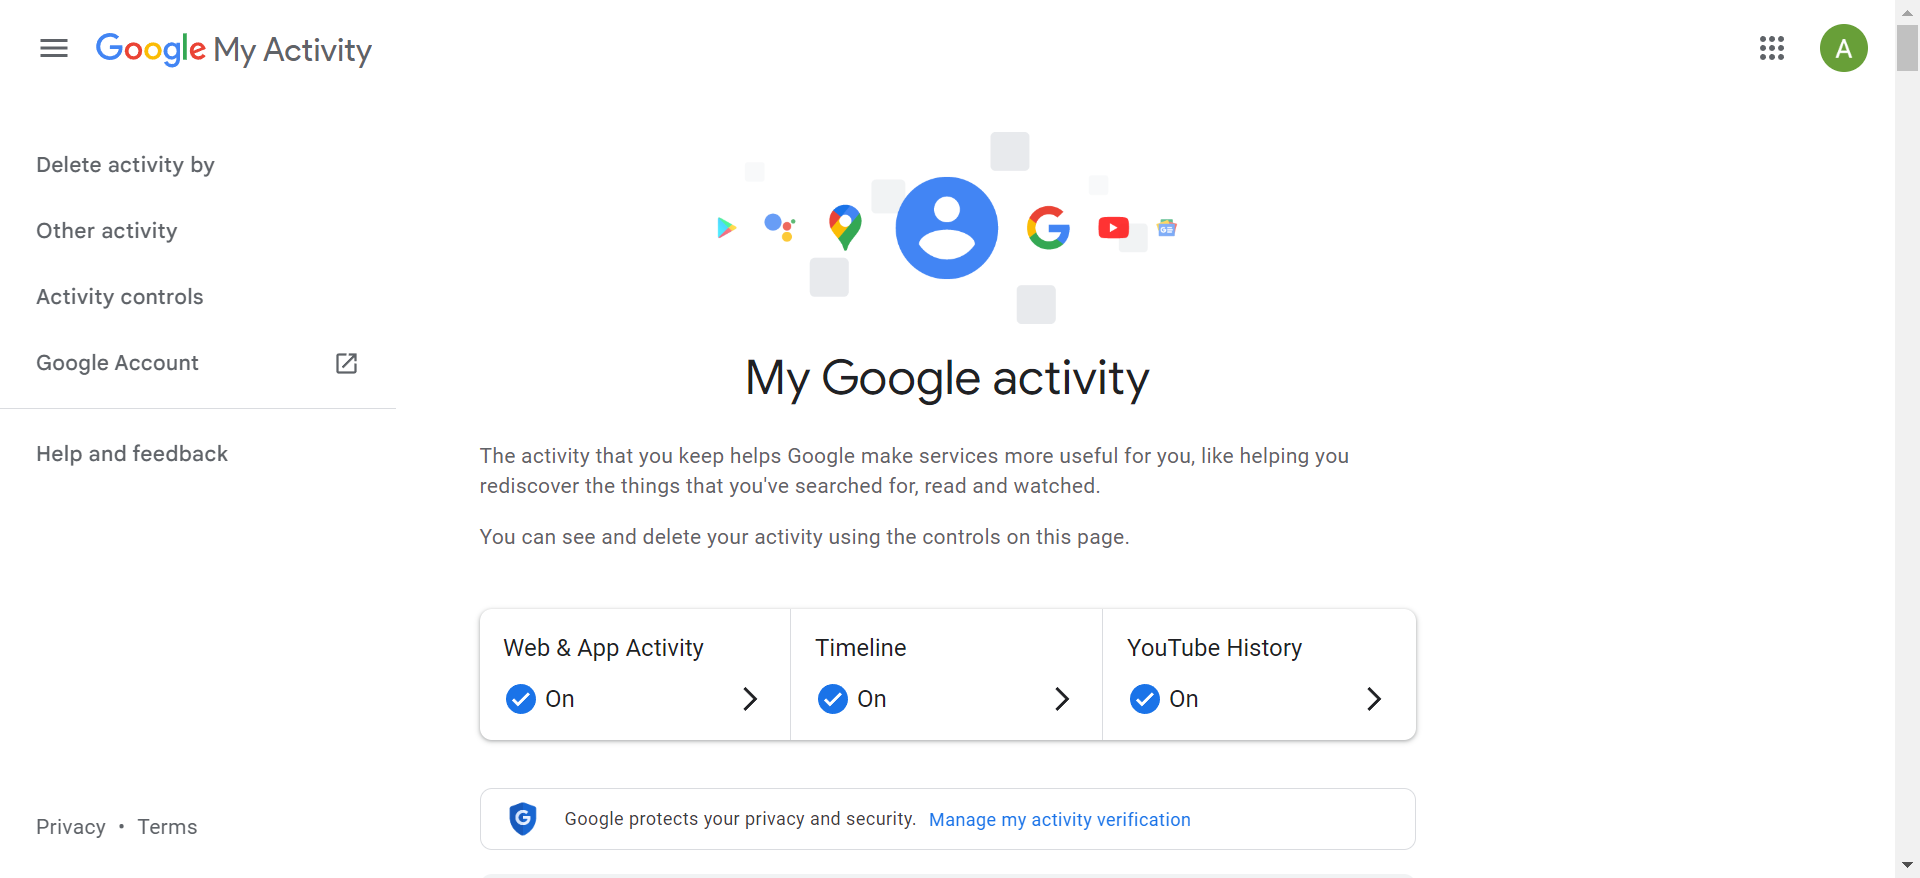 Google My Activity
A
Delete activity by
Other activity
Activity controls
Google Account
Help and feedback
Privacy • Terms
My Google activity
The activity that you keep helps Google make services more useful for you, like helping you
rediscover the things that you've searched for, read and watched.
You can see and delete your activity using the controls on this page.
Web & App Activity
On
Timeline
On
YouTube History
On
Google protects your privacy and security. Manage my activity verification